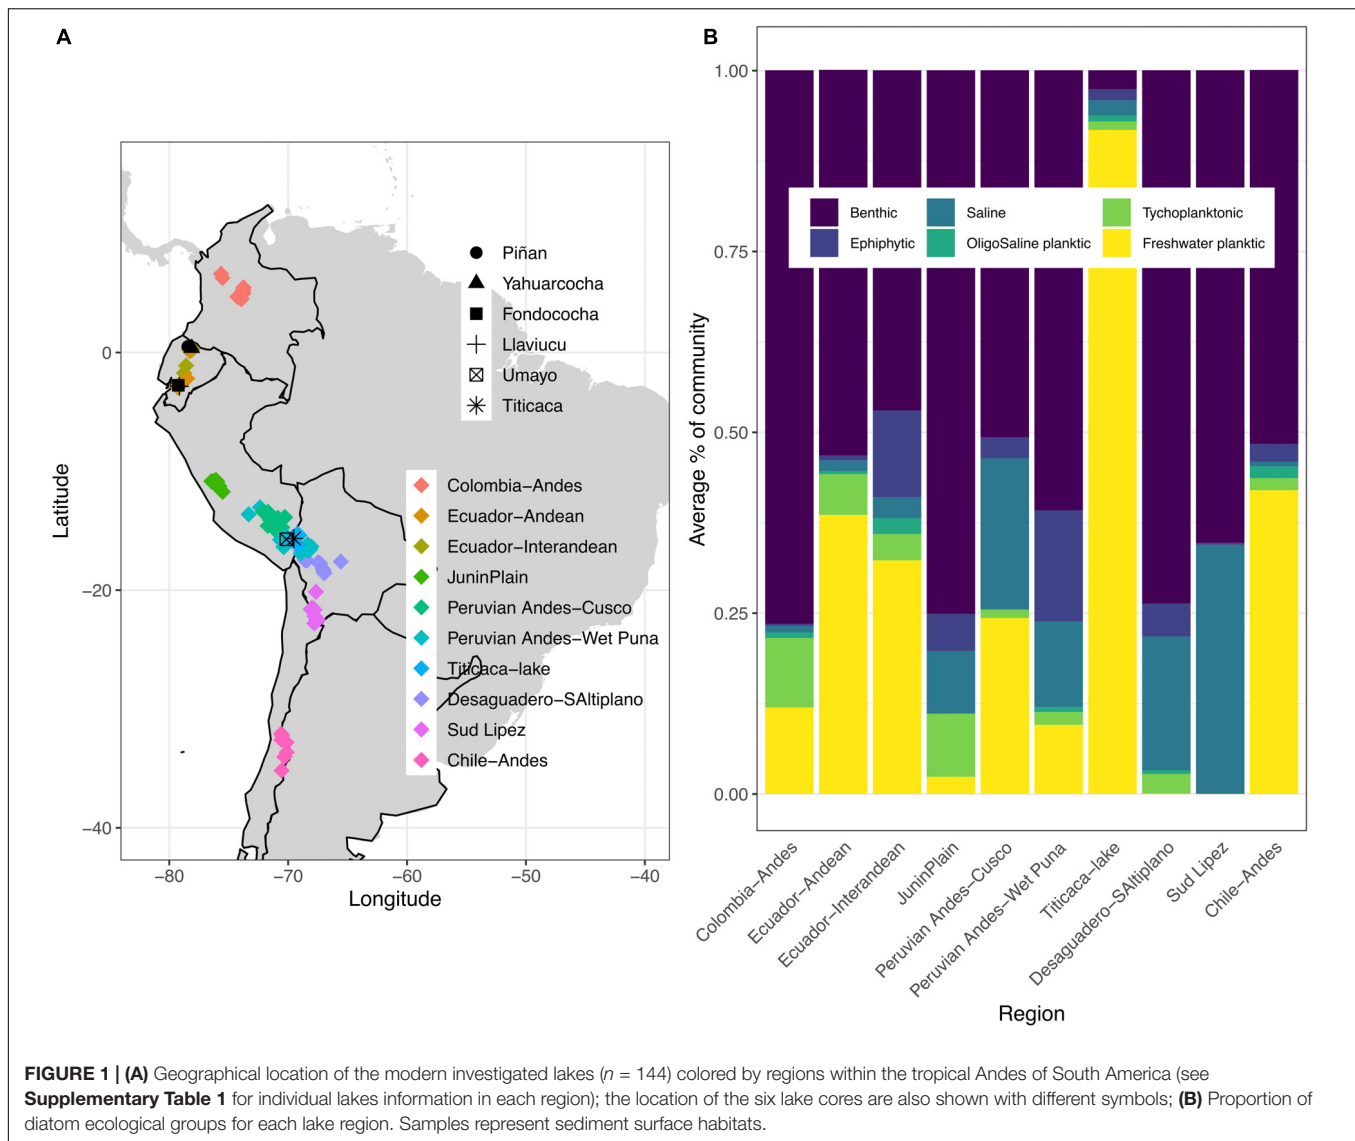 A
B
0
−20
−40
−80
−70
−60
−50
−40
Latitude
Longitude
Piñan
Yahuarcocha
Fondococha
Llaviucu
Umayo
Titicaca
Colombia−Andes
Ecuador−Andean
Ecuador−Interandean
JuninPlain
Peruvian Andes−Cusco
Peruvian Andes−Wet Puna
Titicaca−lake
Desaguadero−SAltiplano
Sud Lipez
Chile−Andes
1.00
0.75
0.50
0.25
0.00
Average % of community
Benthic
Saline
Tychoplanktonic
Ephiphytic
OligoSaline planktic
Freshwater planktic
Colombia−Andes
Ecuador−Andean
Ecuador−Interandean
JuninPlain
Peruvian Andes−Cusco
Peruvian Andes−Wet Puna
Titicaca−lake
Desaguadero−SAltiplano
Sud Lipez
Chile−Andes
Region
FIGURE 1 | (A) Geographical location of the modern investigated lakes (n = 144) colored by regions within the tropical Andes of South America (see
Supplementary Table 1 for individual lakes information in each region); the location of the six lake cores are also shown with different symbols; (B) Proportion of
diatom ecological groups for each lake region. Samples represent sediment surface habitats.